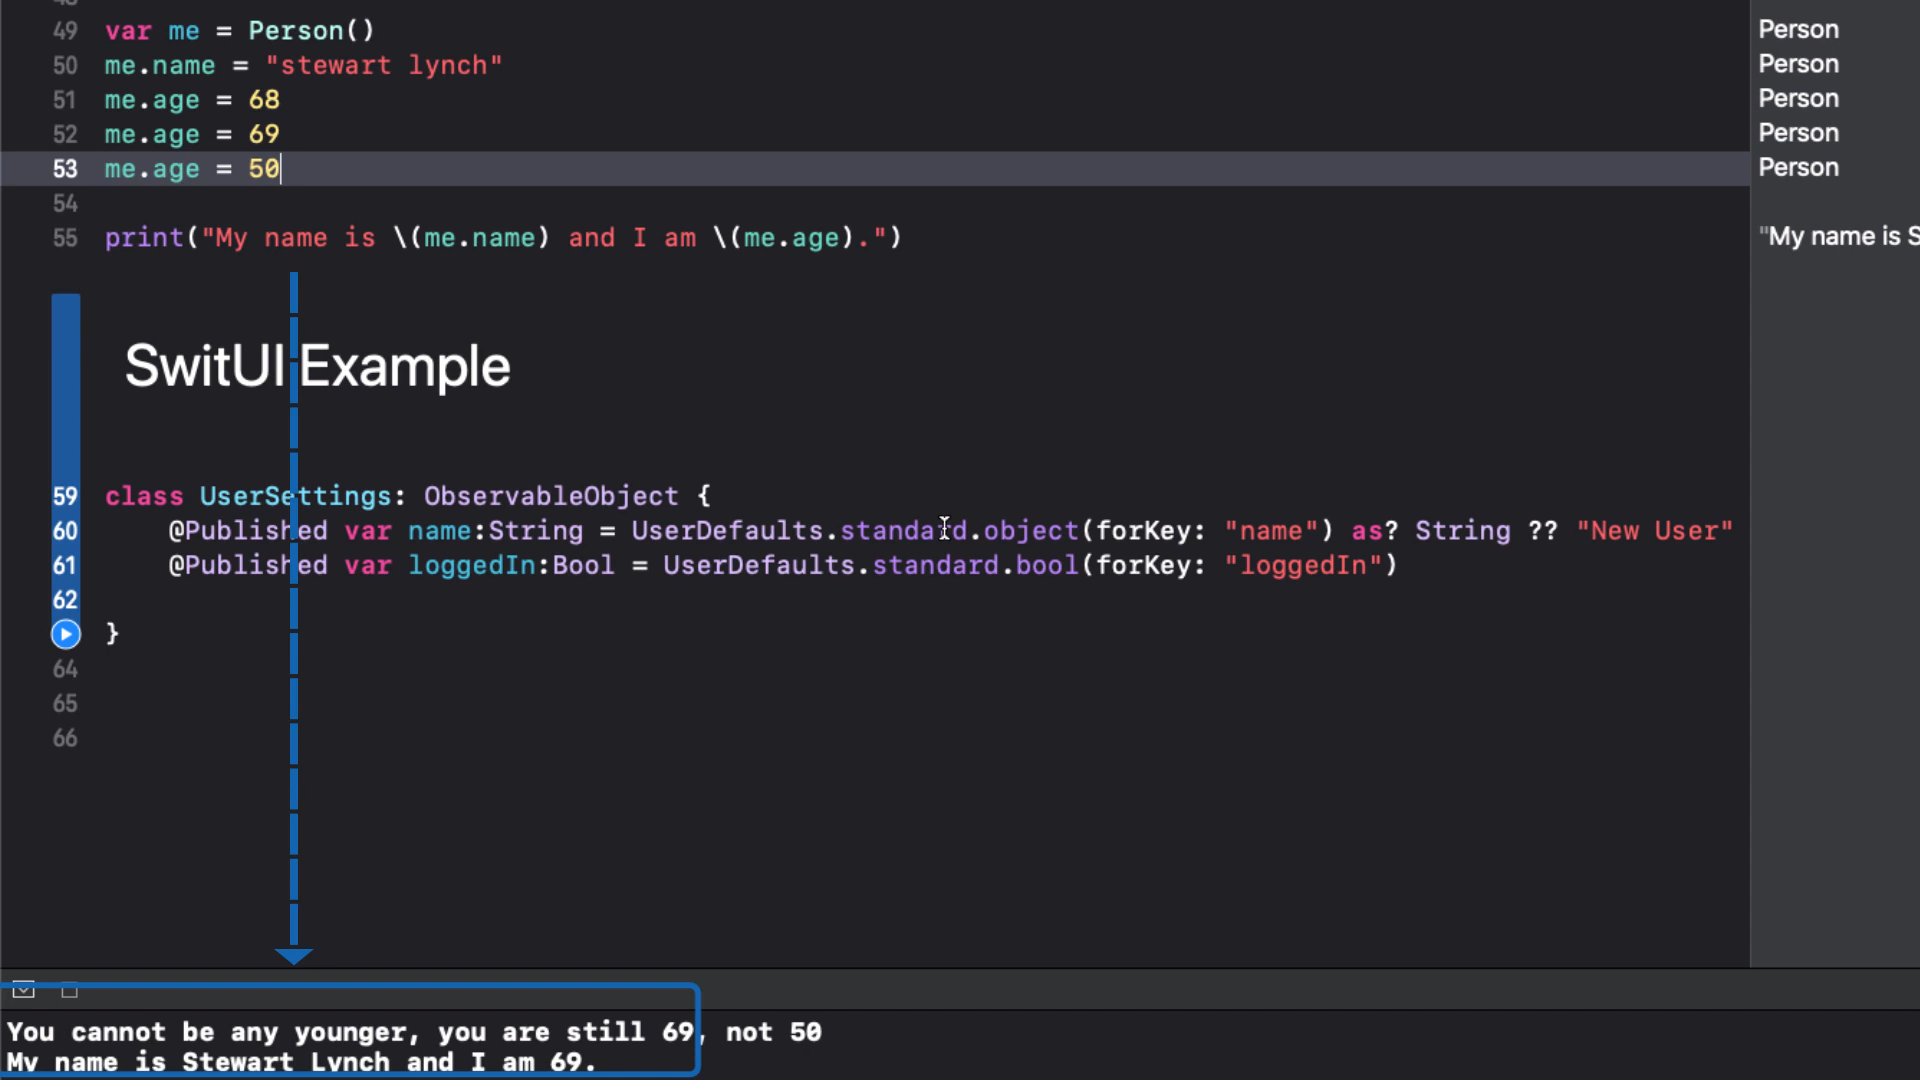 49 var me = Person()
50 me.name = "stewart lynch"
51 me.age = 68
52 me.age = 69
53 me.age = 50
54
55 print("My name is \(me.name) and I am \(me.age).")
Person
Person
Person
Person
Person
"My name is S
SwitUI Example
59 class UserSettings: ObservableObject {
60 @Published var name:String = UserDefaults.standard.object(forKey: "name") as? String ?? "New User"
61 @Published var loggedIn:Bool = UserDefaults.standard.bool(forKey: "loggedIn")
62
}
64
65
66
You cannot be any younger, you are still 69, not 50
My name is Stewart Lynch and I am 69.